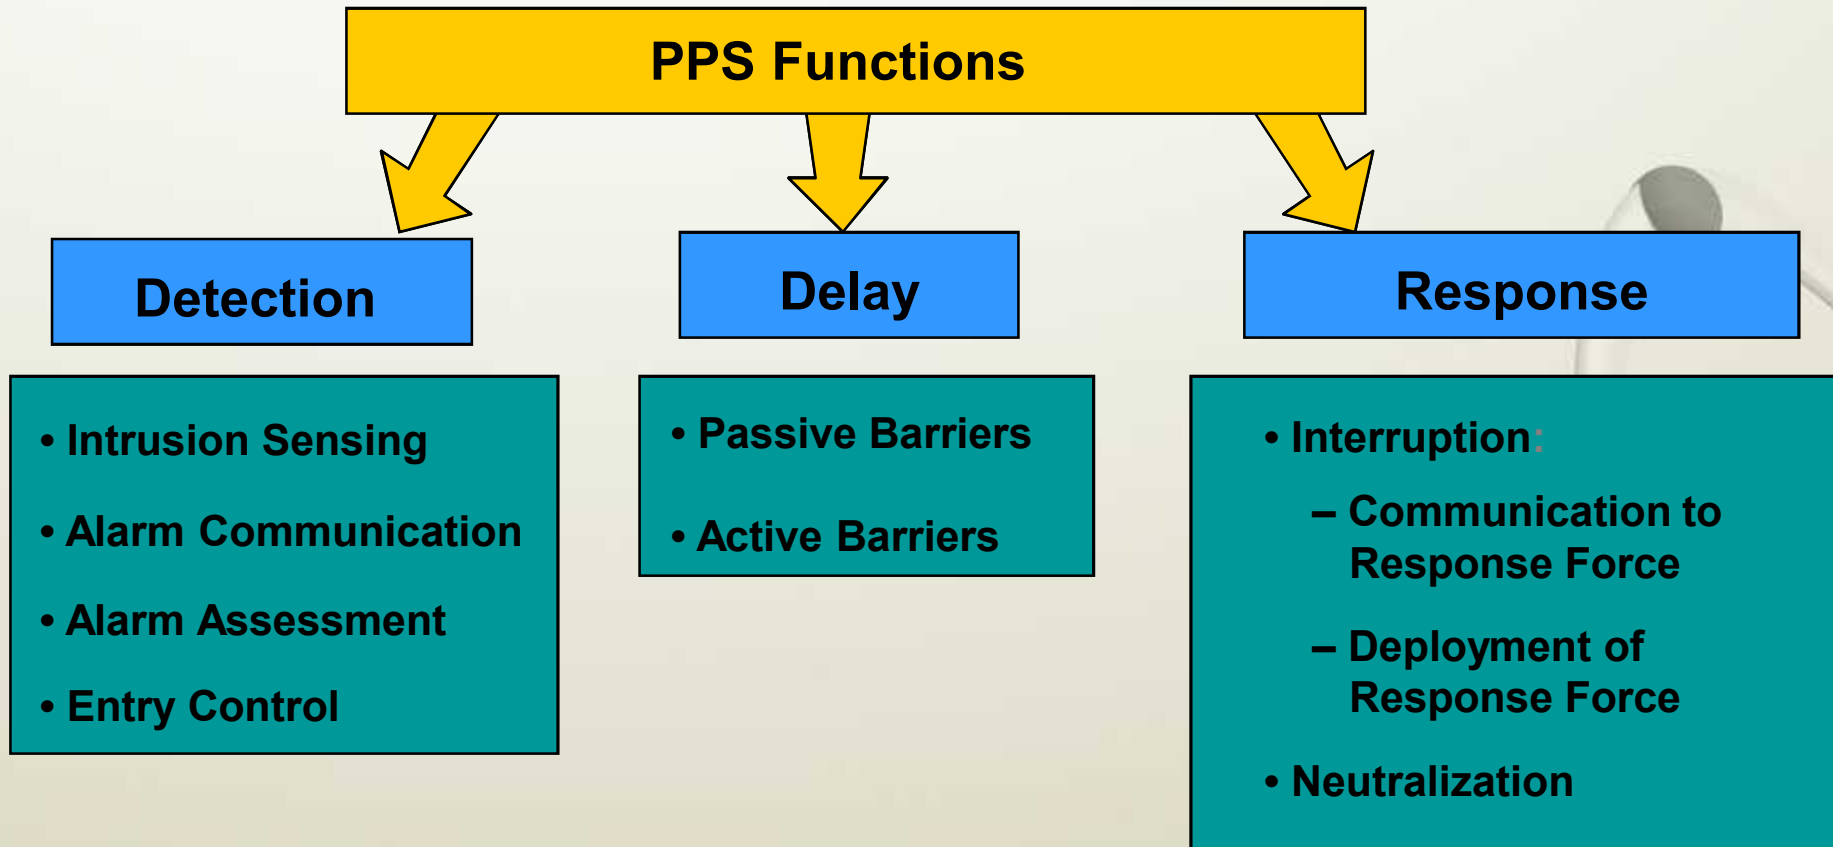 PPS Functions
Detection
• Intrusion Sensing
• Alarm Communication
• Alarm Assessment
• Entry Control
Delay
• Passive Barriers
• Active Barriers
Response
• Interruption:
– Communication to
Response Force
– Deployment of
Response Force
• Neutralization